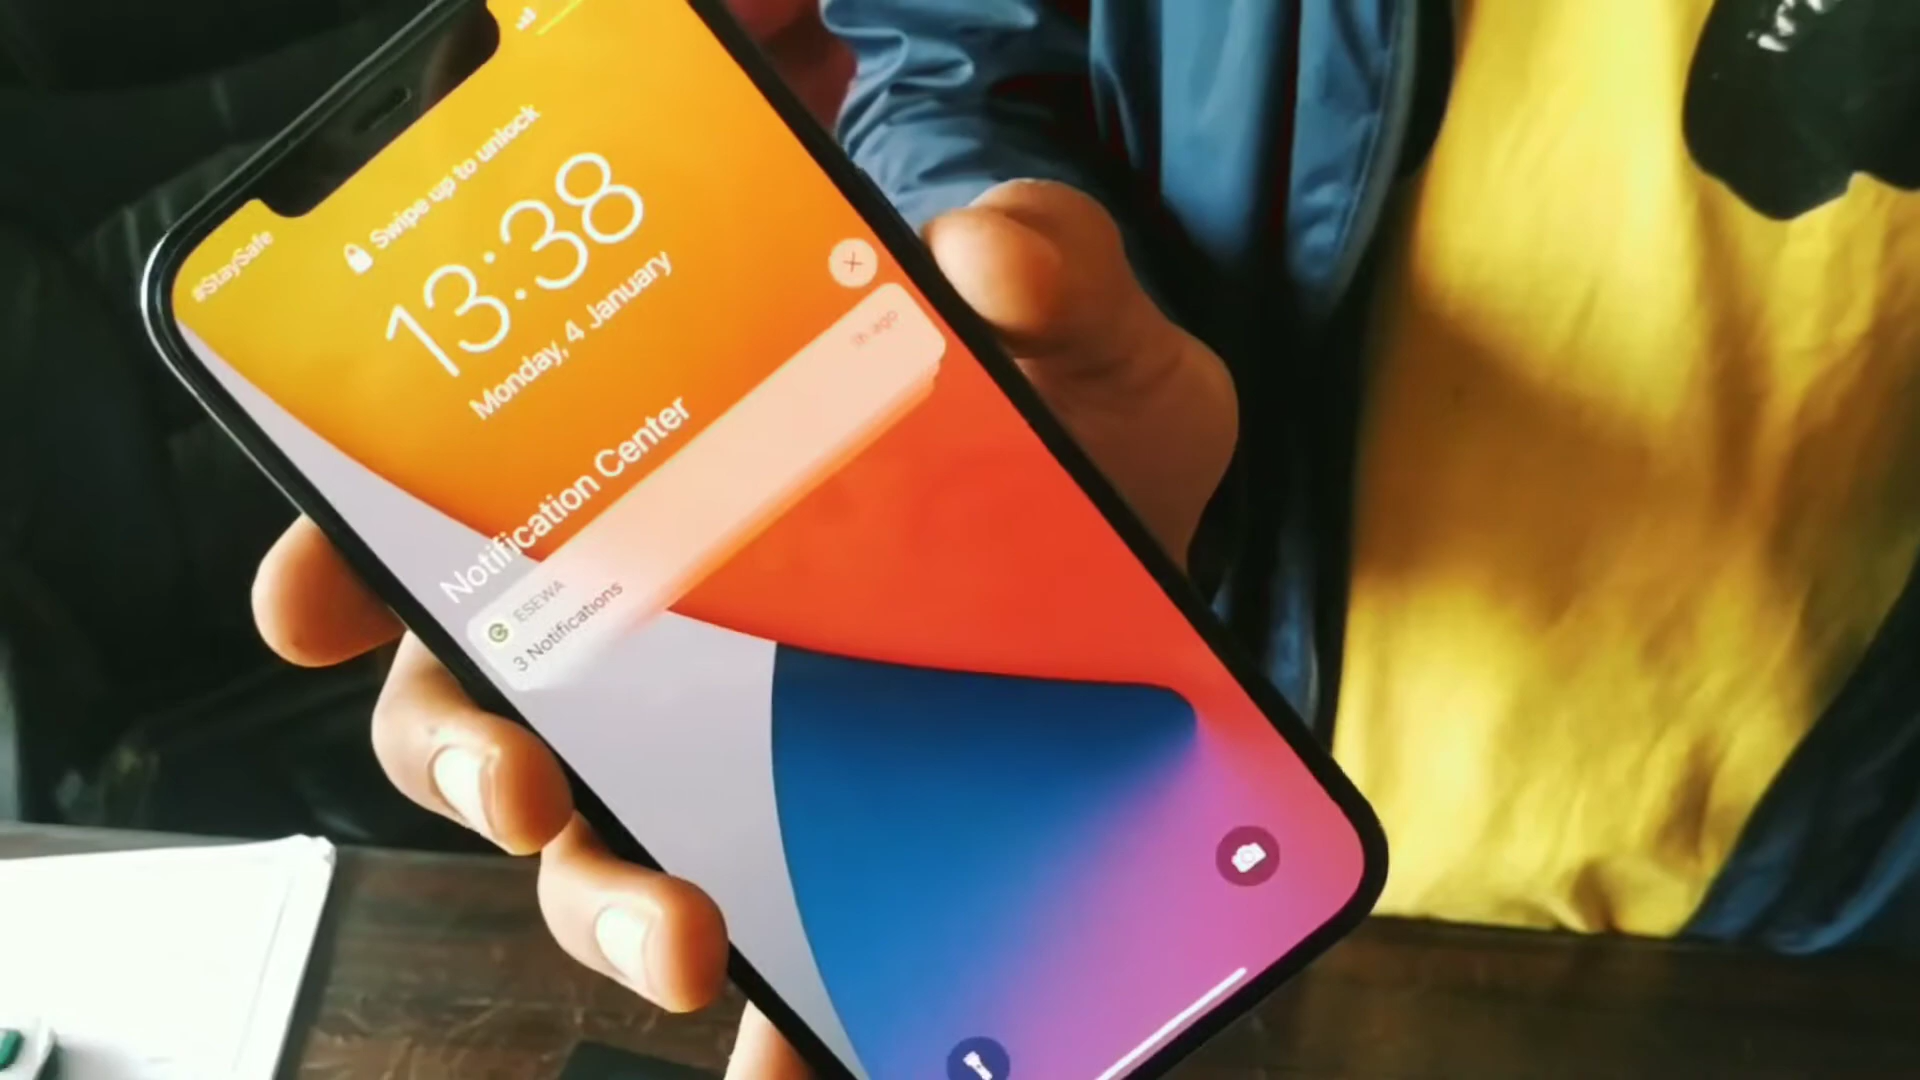 #StaySafe
Swipe up to unlock
13:38
Monday, 4 January
Notification Center
ESEWA
3 Notifications